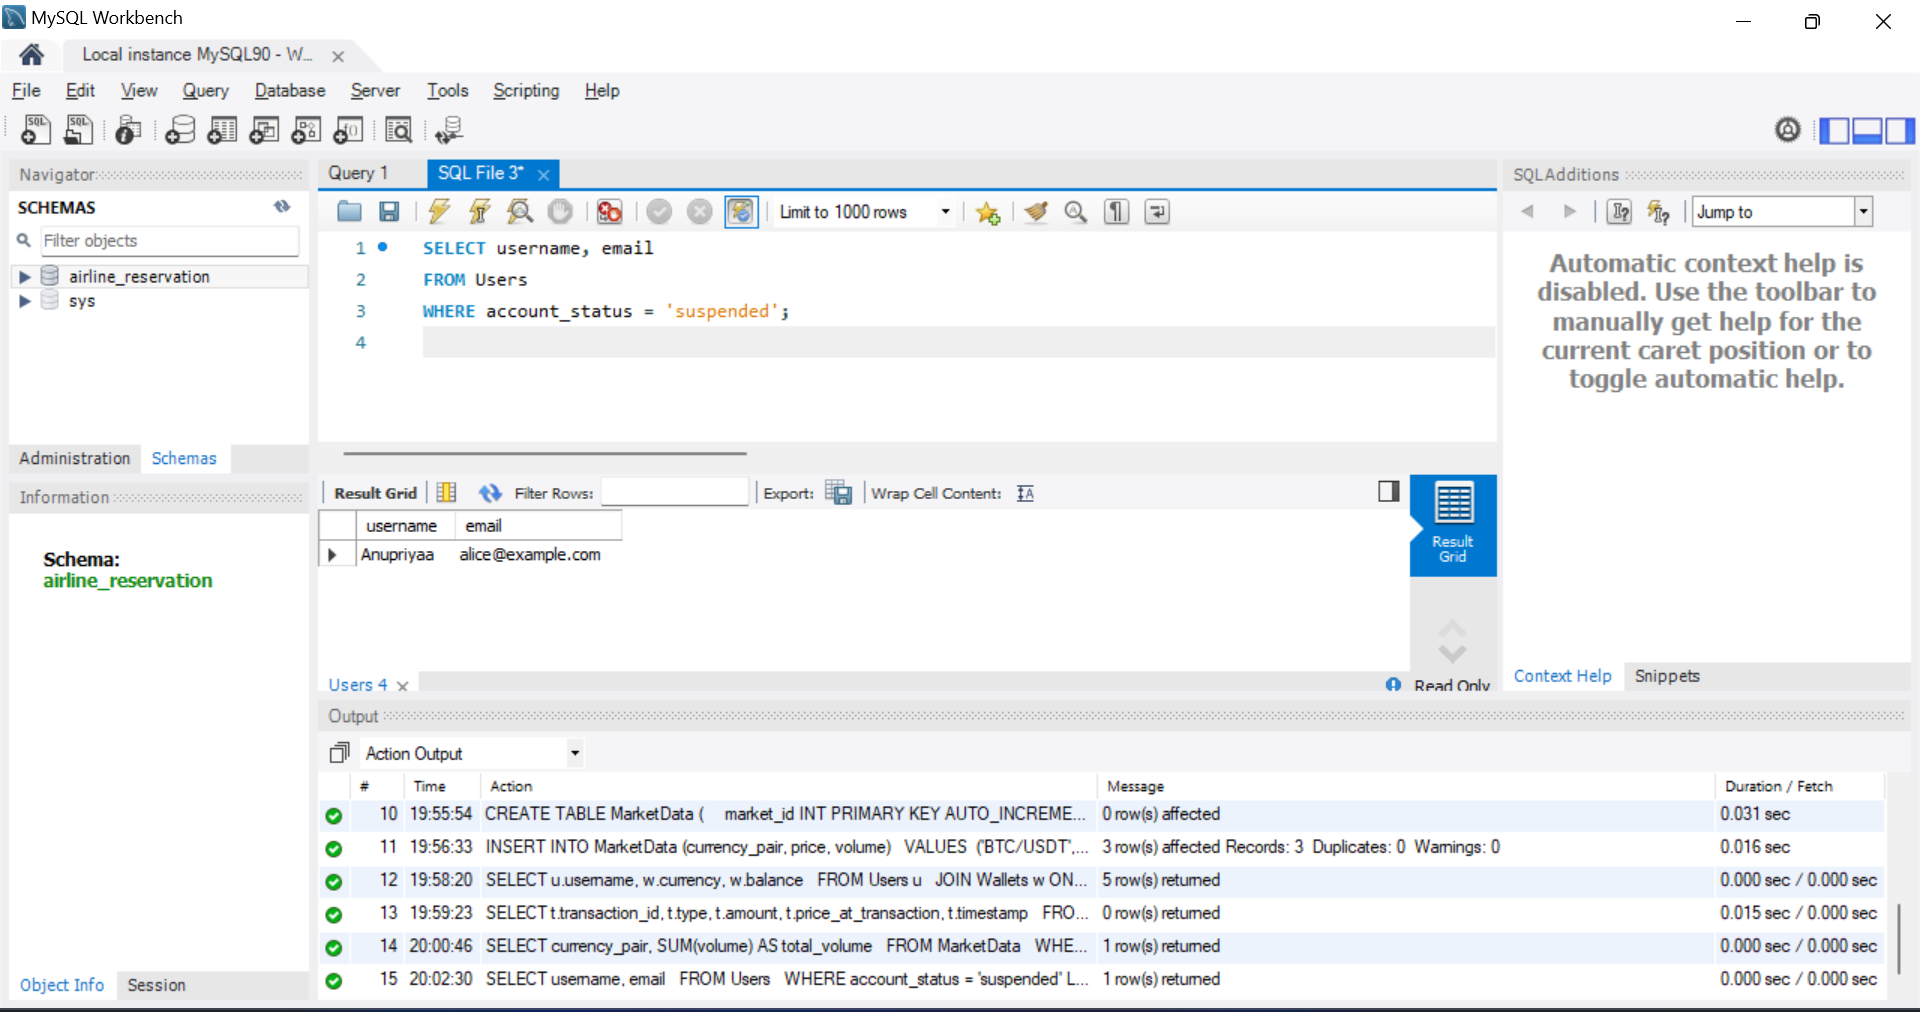 MySQL Workbench
Local instance MySQL90 - W...
File Edit View Query Database Server Tools Scripting Help
Navigator
SCHEMAS
Filter objects
airline_reservation
sys
Administration Schemas
Information
Schema:
airline_reservation
Object Info Session
Query 1 SQL File 3*
Limit to 1000 rows
1 SELECT username, email
2 FROM Users
3 WHERE account_status = 'suspended';
4
Result Grid Filter Rows: Export: Wrap Cell Content:
username email
Anupriyaa alice@example.com
Result
Grid
Users 4
Read Only
SQLAdditions
Jump to
Automatic context help is
disabled. Use the toolbar to
manually get help for the
current caret position or to
toggle automatic help.
Context Help Snippets
Output
Action Output
# Time Action Message Duration / Fetch
10 19:55:54 CREATE TABLE MarketData ( market_id INT PRIMARY KEY AUTO_INCREME... 0 row(s) affected 0.031 sec
11 19:56:33 INSERT INTO MarketData (currency_pair, price, volume) VALUES ('BTC/USDT',... 3 row(s) affected Records: 3 Duplicates: 0 Warnings: 0 0.016 sec
12 19:58:20 SELECT u.username, w.currency, w.balance FROM Users u JOIN Wallets w ON... 5 row(s) returned 0.000 sec / 0.000 sec
13 19:59:23 SELECT t.transaction_id, t.type, t.amount, t.price_at_transaction, t.timestamp FRO... 0 row(s) returned 0.015 sec / 0.000 sec
14 20:00:46 SELECT currency_pair, SUM(volume) AS total_volume FROM MarketData WHE... 1 row(s) returned 0.000 sec / 0.000 sec
15 20:02:30 SELECT username, email FROM Users WHERE account_status = 'suspended' L... 1 row(s) returned 0.000 sec / 0.000 sec